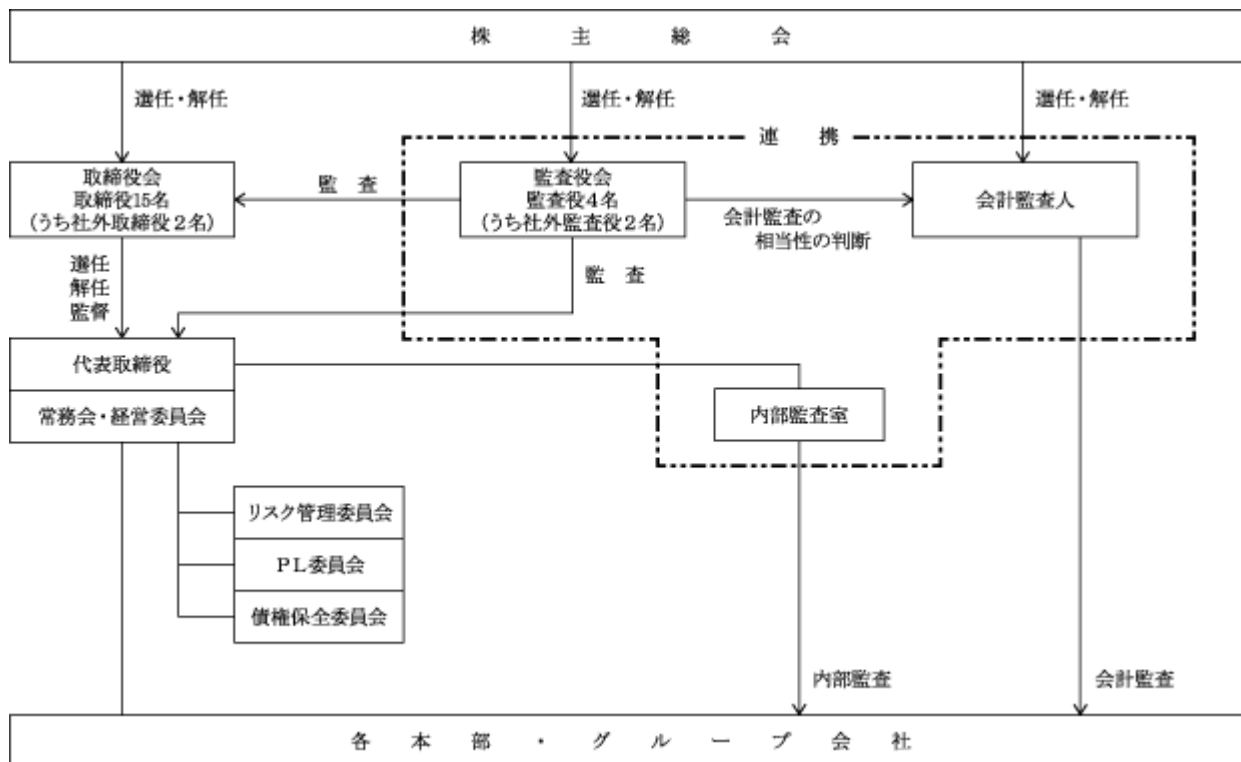 株主総会
選任・解任
選任・解任
選任・解任
連携
取締役会
取締役15名
(うち社外取締役2名)
監査
監査役会
監査役4名
(うち社外監査役2名)
会計監査の
相当性の判断
会計監査人
選任
解任
監督
監査
代表取締役
常務会・経営委員会
内部監査室
リスク管理委員会
PL委員会
債権保全委員会
内部監査
会計監査
各本部・グループ会社